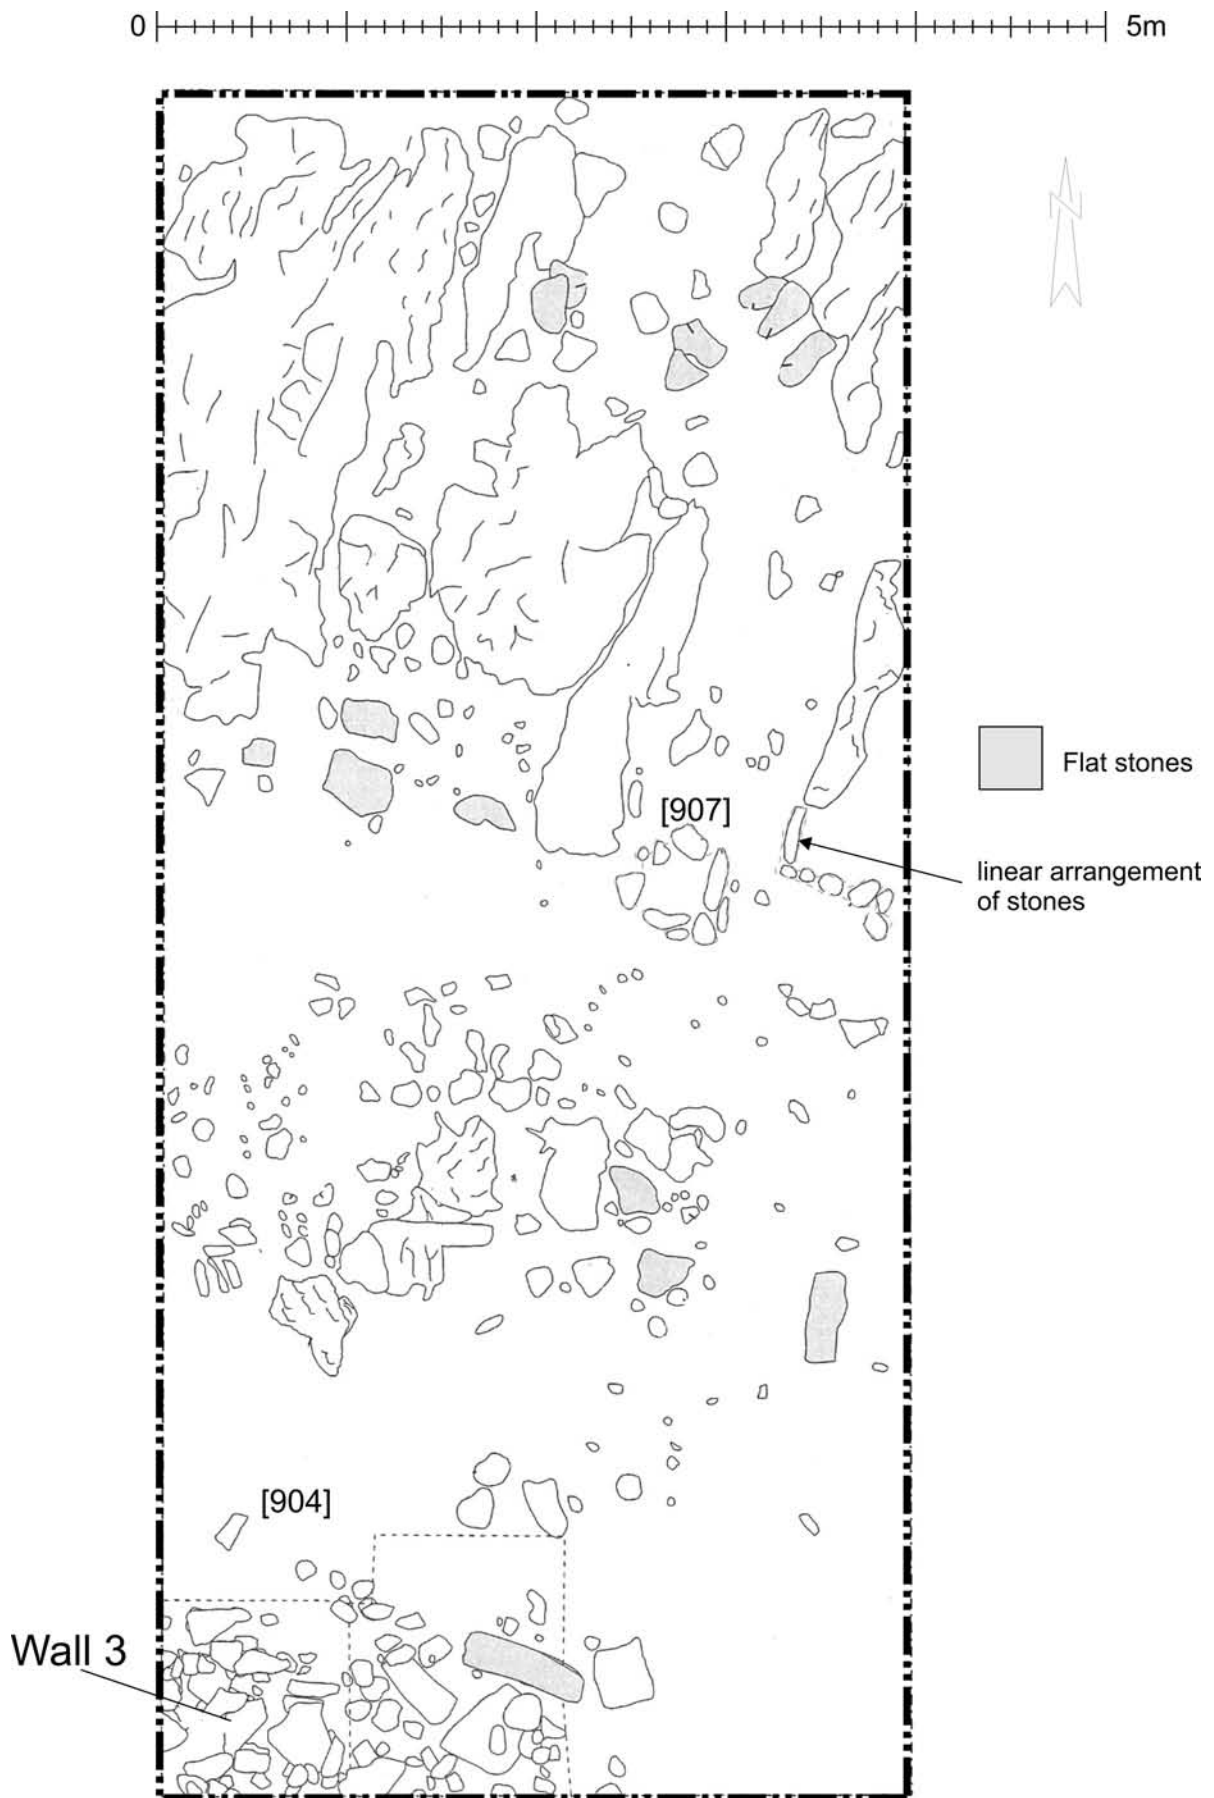 0 5m
N
[907]
Flat stones
linear arrangement
of stones
[904]
Wall 3